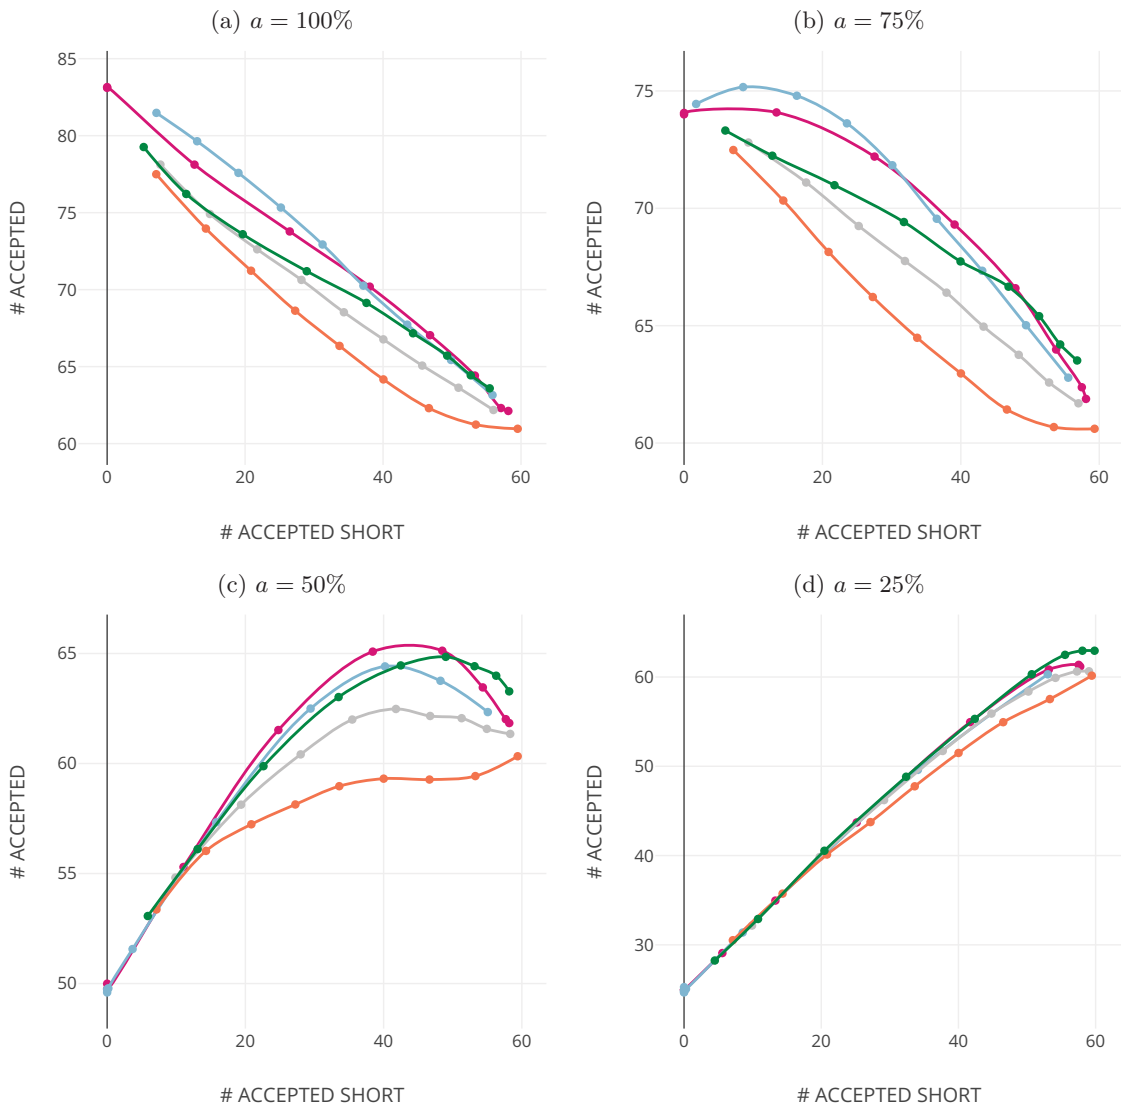 (a) a = 100%
85
80
75
70
65
60
# ACCEPTED
0 20 40 60
# ACCEPTED SHORT
(b) a = 75%
75
70
65
60
# ACCEPTED
0 20 40 60
# ACCEPTED SHORT
(c) a = 50%
65
60
55
50
# ACCEPTED
0 20 40 60
# ACCEPTED SHORT
(d) a = 25%
60
50
40
30
# ACCEPTED
0 20 40 60
# ACCEPTED SHORT